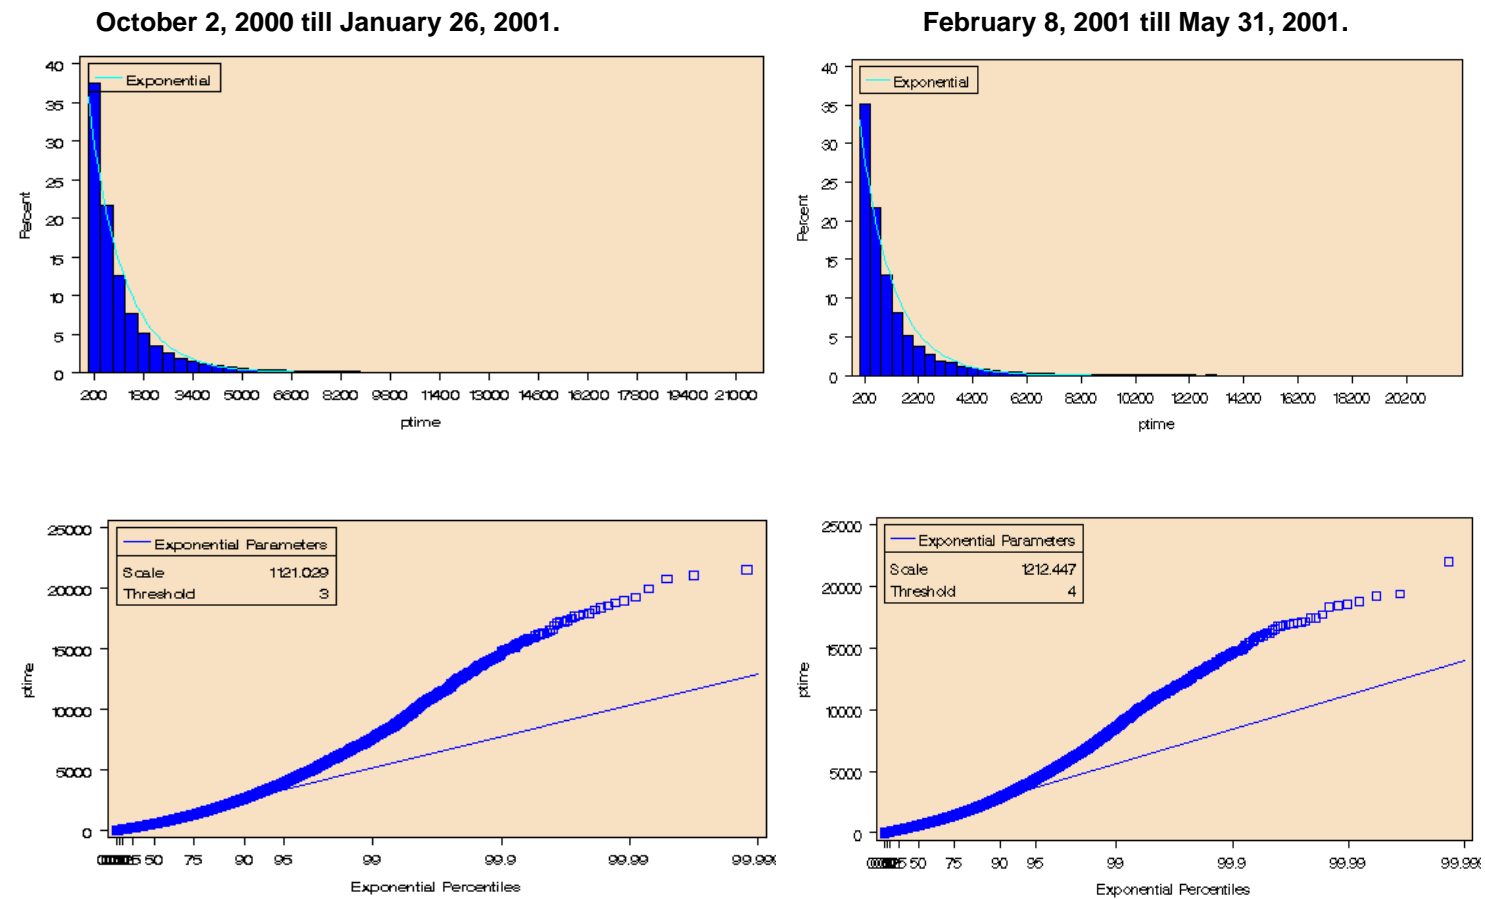 October 2, 2000 till January 26, 2001.
40
35
30
25
20
15
10
5
0
Percent
Exponential
200 1800 3400 5000 6600 8200 9800 11400 13000 14600 16200 17800 19400 21000
ptime
February 8, 2001 till May 31, 2001.
40
35
30
25
20
15
10
5
0
Percent
Exponential
200 2200 4200 6200 8200 10200 12200 14200 16200 18200 20200
ptime
25000
20000
15000
10000
5000
0
ptime
Exponential Parameters
Scale 1121.029
Threshold 3
50 75 90 95 99 99.9 99.99 99.999
Exponential Percentiles
25000
20000
15000
10000
5000
0
ptime
Exponential Parameters
Scale 1212.447
Threshold 4
50 75 90 95 99 99.9 99.99 99.999
Exponential Percentiles